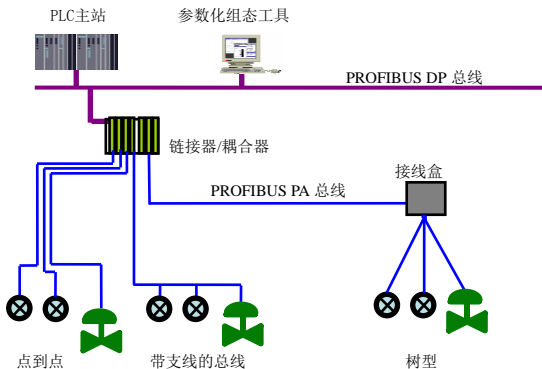 PLC主站
参数化组态工具
PROFIBUS DP 总线
链接器/耦合器
接线盒
PROFIBUS PA 总线
点到点
带支线的总线
树型